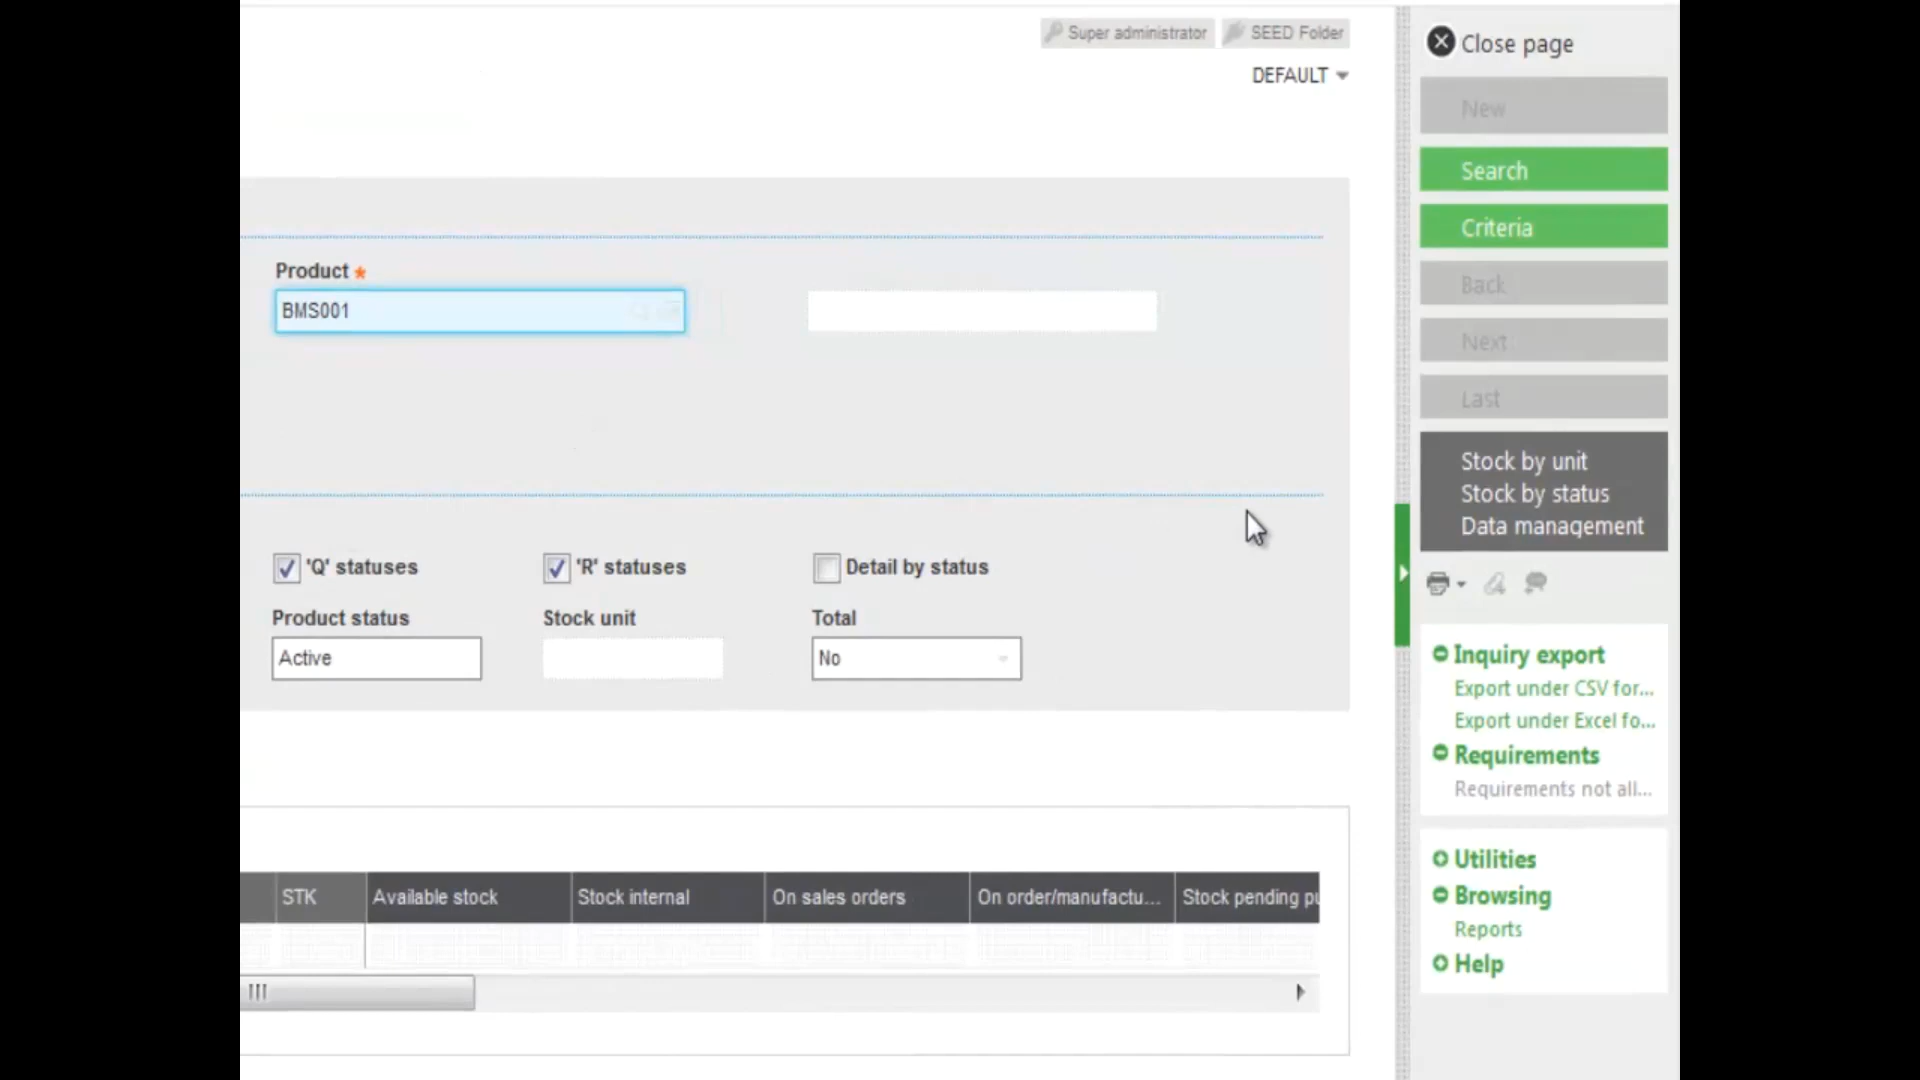 Super administrator
SEED Folder
DEFAULT
Product *
BMS001
'Q' statuses
'R' statuses
Detail by status
Product status
Stock unit
Total
Active
No
STK
Available stock
Stock internal
On sales orders
On order/manufactu...
Stock pending pu
Close page
New
Search
Criteria
Back
Next
Last
Stock by unit
Stock by status
Data management
Inquiry export
Export under CSV for...
Export under Excel fo...
Requirements
Requirements not all...
Utilities
Browsing
Reports
Help